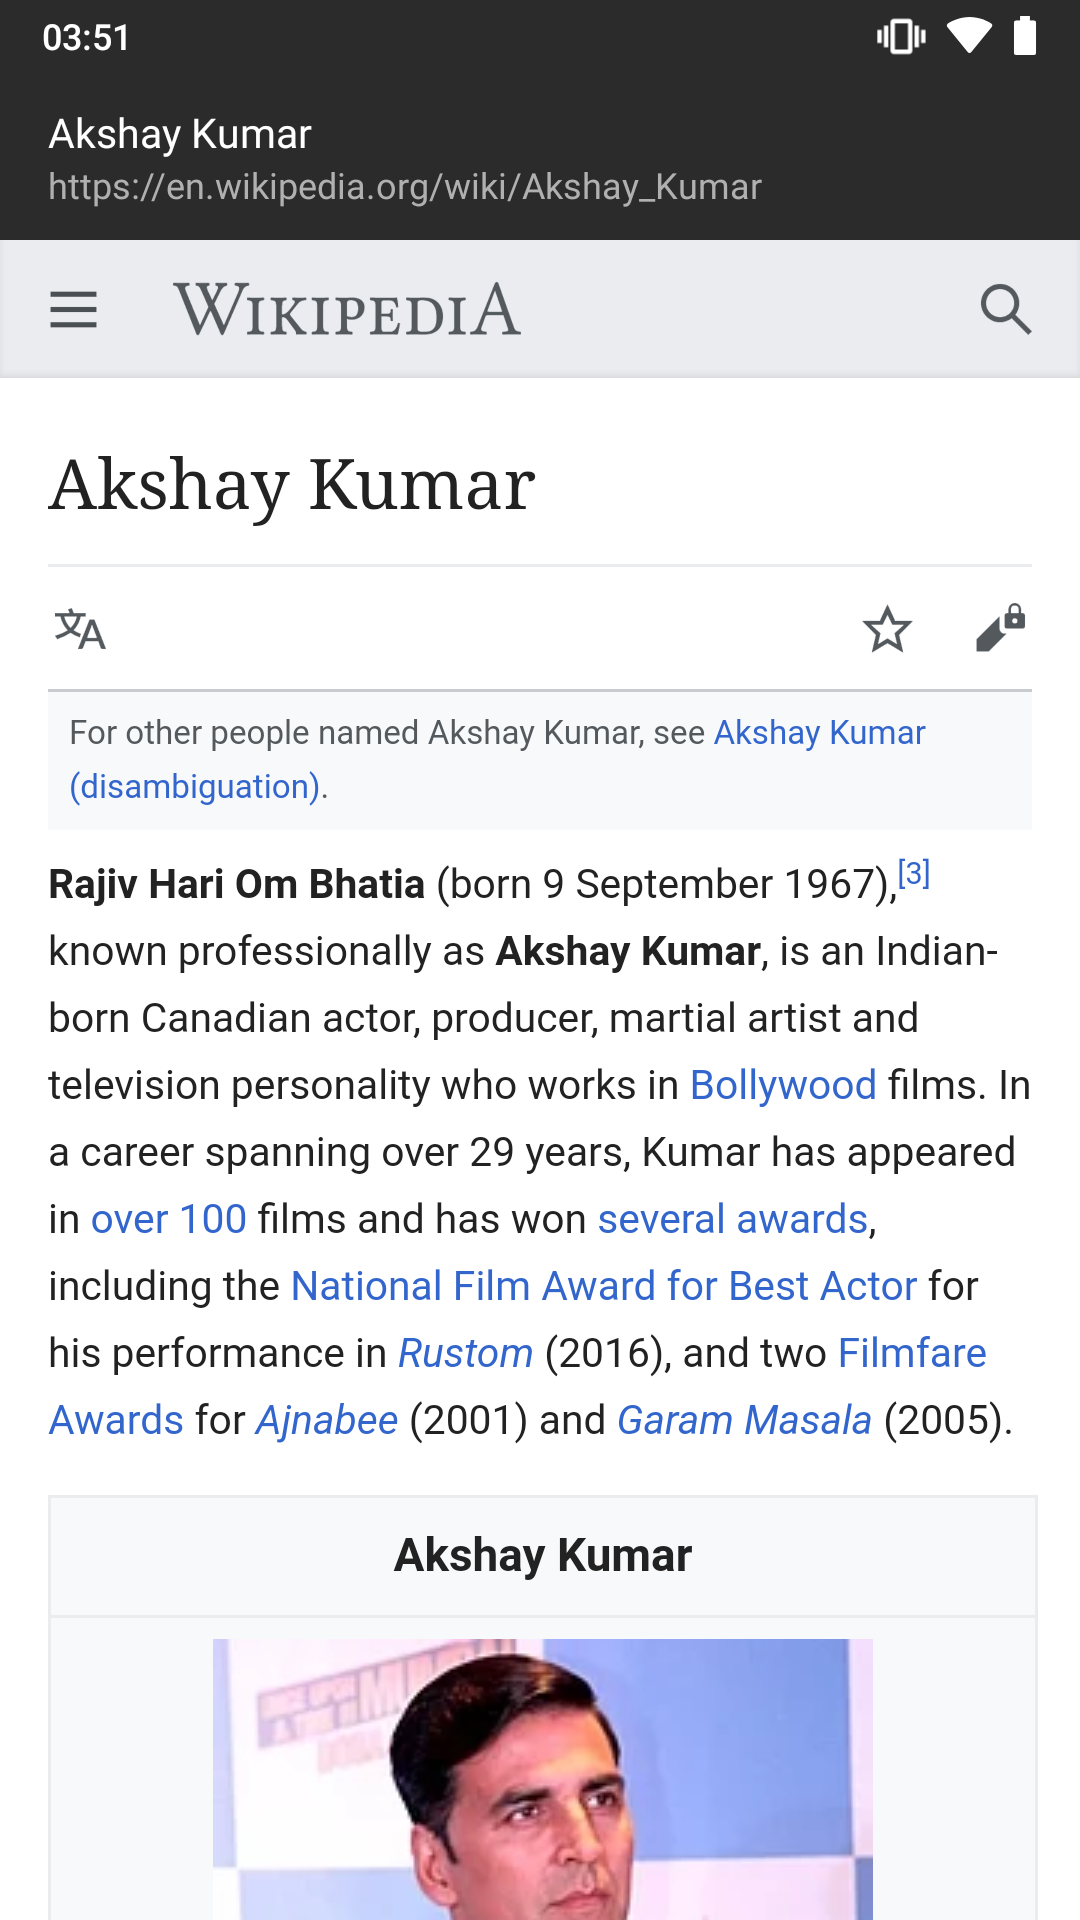 03:51
Akshay Kumar
https://en.wikipedia.org/wiki/Akshay_Kumar
WIKIPEDIA
Akshay Kumar
For other people named Akshay Kumar, see Akshay Kumar
(disambiguation).
Rajiv Hari Om Bhatia (born 9 September 1967),[3]
known professionally as Akshay Kumar, is an Indian-
born Canadian actor, producer, martial artist and
television personality who works in Bollywood films. In
a career spanning over 29 years, Kumar has appeared
in over 100 films and has won several awards,
including the National Film Award for Best Actor for
his performance in Rustom (2016), and two Filmfare
Awards for Ajnabee (2001) and Garam Masala (2005).
Akshay Kumar